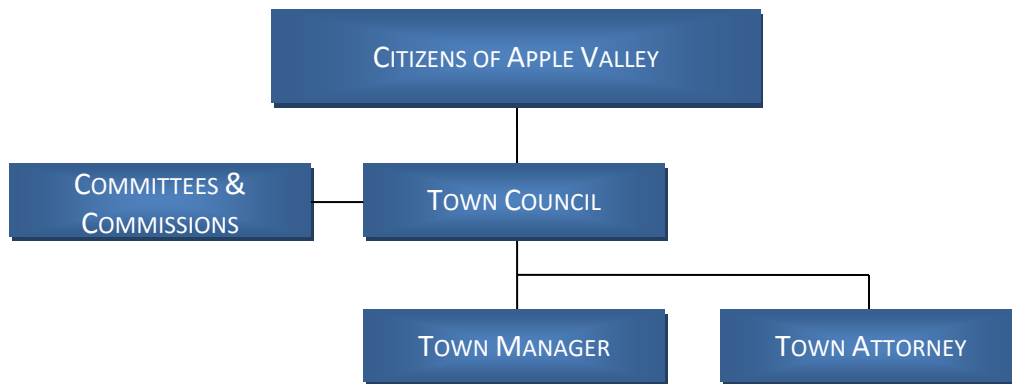 Citizens of Apple Valley
Committees &
Commissions
Town Council
Town Manager
Town Attorney